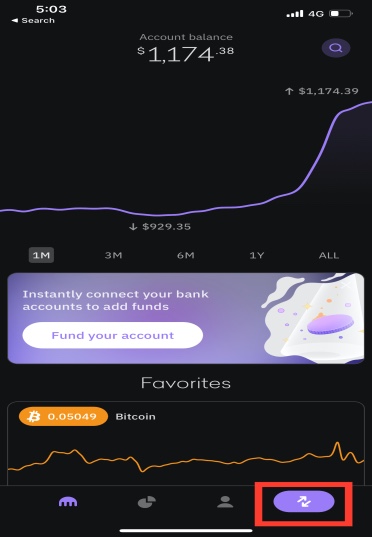 5:03
4G
◄ Search
Account balance
$1,174.38
↑ $1,174.39
↓ $929.35
1M 3M 6M 1Y ALL
Instantly connect your bank
accounts to add funds
Fund your account
Favorites
0.05049 Bitcoin